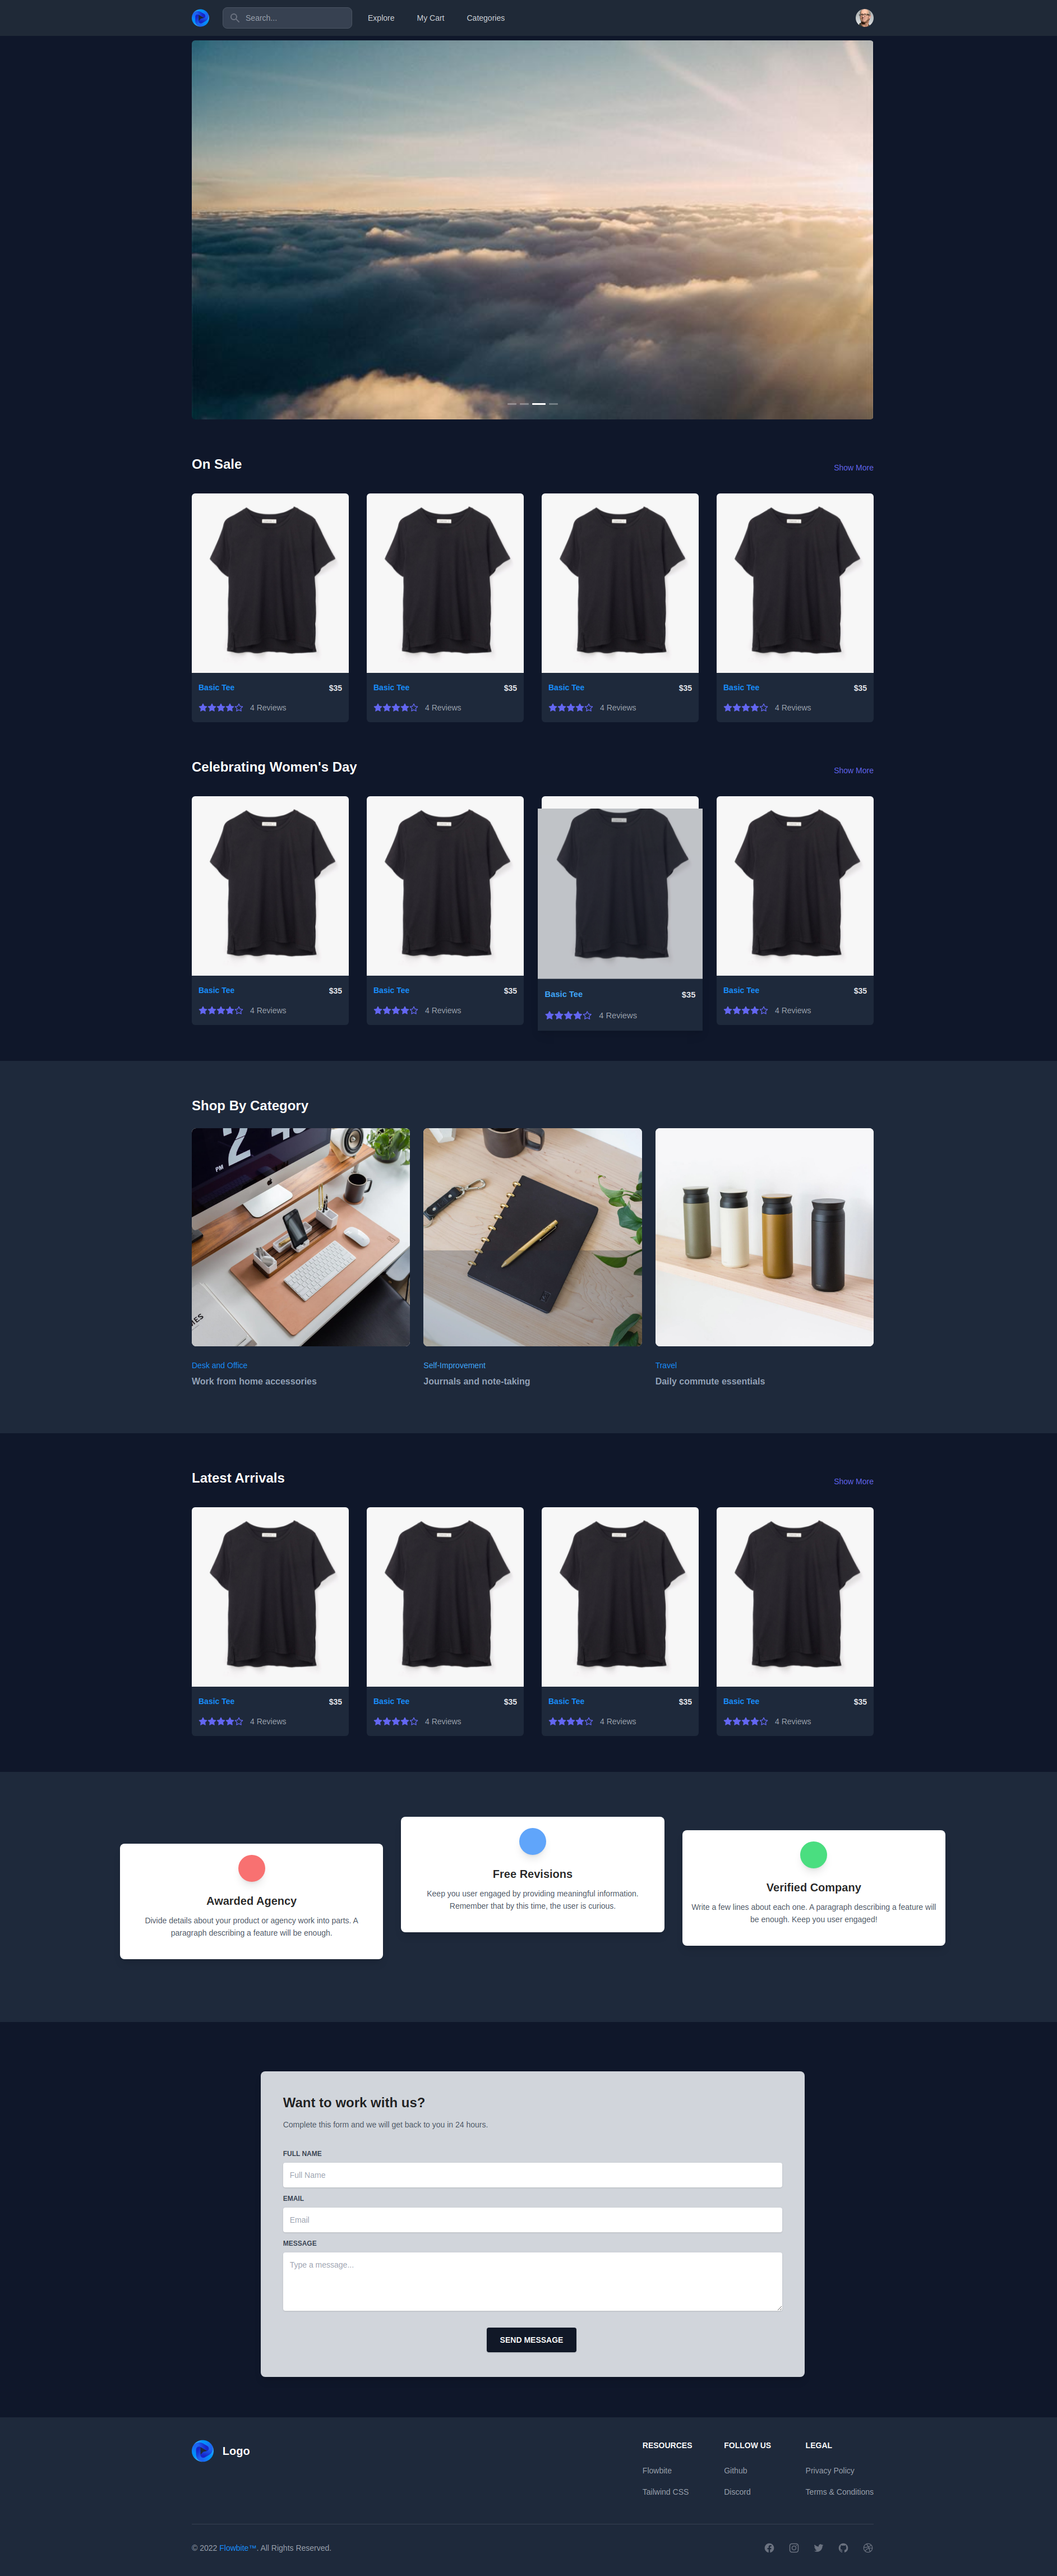 Search...
Explore
My Cart
Categories
On Sale
Show More
Basic Tee
$35
4 Reviews
Basic Tee
$35
4 Reviews
Basic Tee
$35
4 Reviews
Basic Tee
$35
4 Reviews
Celebrating Women's Day
Show More
Basic Tee
$35
4 Reviews
Basic Tee
$35
4 Reviews
Basic Tee
$35
4 Reviews
Basic Tee
$35
4 Reviews
Shop By Category
PM
Desk and Office
Work from home accessories
Self-Improvement
Journals and note-taking
Travel
Daily commute essentials
Latest Arrivals
Show More
Basic Tee
$35
4 Reviews
Basic Tee
$35
4 Reviews
Basic Tee
$35
4 Reviews
Basic Tee
$35
4 Reviews
Awarded Agency
Divide details about your product or agency work into parts. A
paragraph describing a feature will be enough.
Free Revisions
Keep you user engaged by providing meaningful information.
Remember that by this time, the user is curious.
Verified Company
Write a few lines about each one. A paragraph describing a feature will
be enough. Keep you user engaged!
Want to work with us?
Complete this form and we will get back to you in 24 hours.
FULL NAME
Full Name
EMAIL
Email
MESSAGE
Type a message...
SEND MESSAGE
Logo
RESOURCES
Flowbite
Tailwind CSS
FOLLOW US
Github
Discord
LEGAL
Privacy Policy
Terms & Conditions
© 2022 Flowbite™. All Rights Reserved.